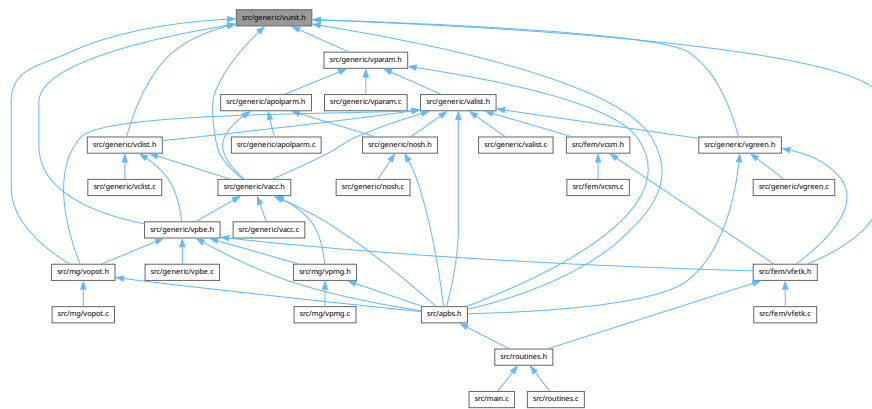 src/generic/vunit.h
src/generic/vparam.h
src/generic/apolparm.h
src/generic/vparam.c
src/generic/valist.h
src/generic/vclist.h
src/generic/apolparm.c
src/generic/nosh.h
src/generic/valist.c
src/fem/vcsm.h
src/generic/vgreen.h
src/generic/vclist.c
src/generic/vacc.h
src/generic/nosh.c
src/fem/vcsm.c
src/generic/vgreen.c
src/generic/vpbe.h
src/generic/vacc.c
src/mg/vopot.h
src/generic/vpbe.c
src/mg/vpmg.h
src/fem/vfetk.h
src/mg/vopot.c
src/mg/vpmg.c
src/apbs.h
src/fem/vfetk.c
src/routines.h
src/main.c
src/routines.c